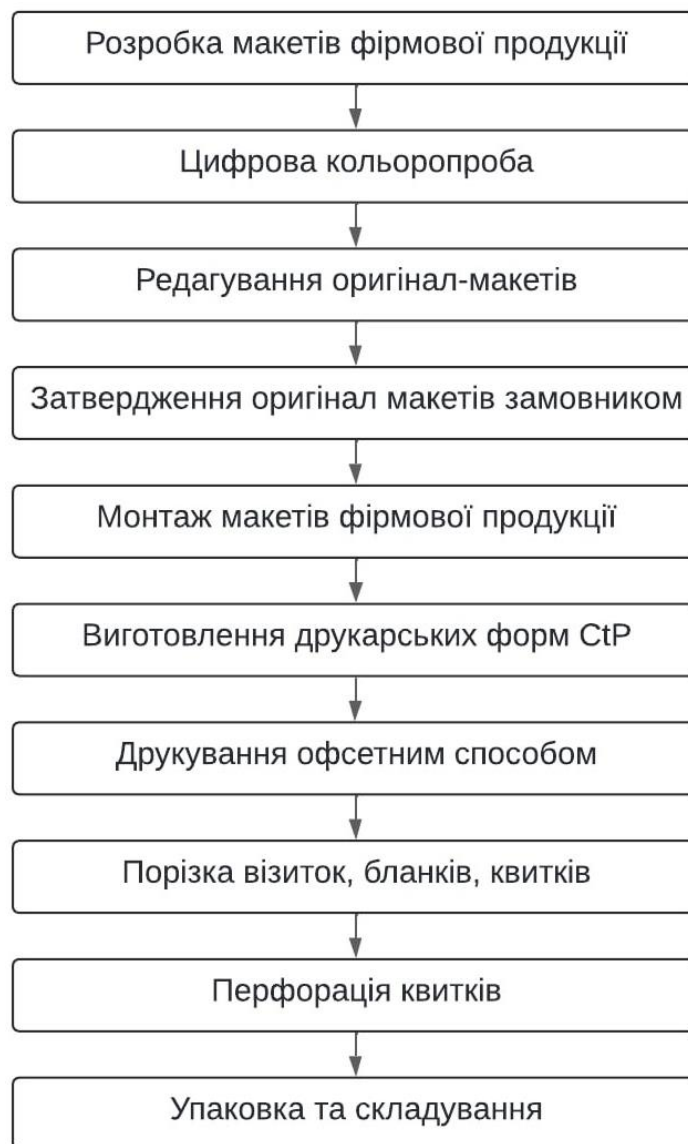 Розробка макетів фірмової продукції
Цифрова кольоропроба
Редагування оригінал-макетів
Затвердження оригінал макетів замовником
Монтаж макетів фірмової продукції
Виготовлення друкарських форм CtP
Друкування офсетним способом
Порізка візиток, бланків, квитків
Перфорація квитків
Упаковка та складування